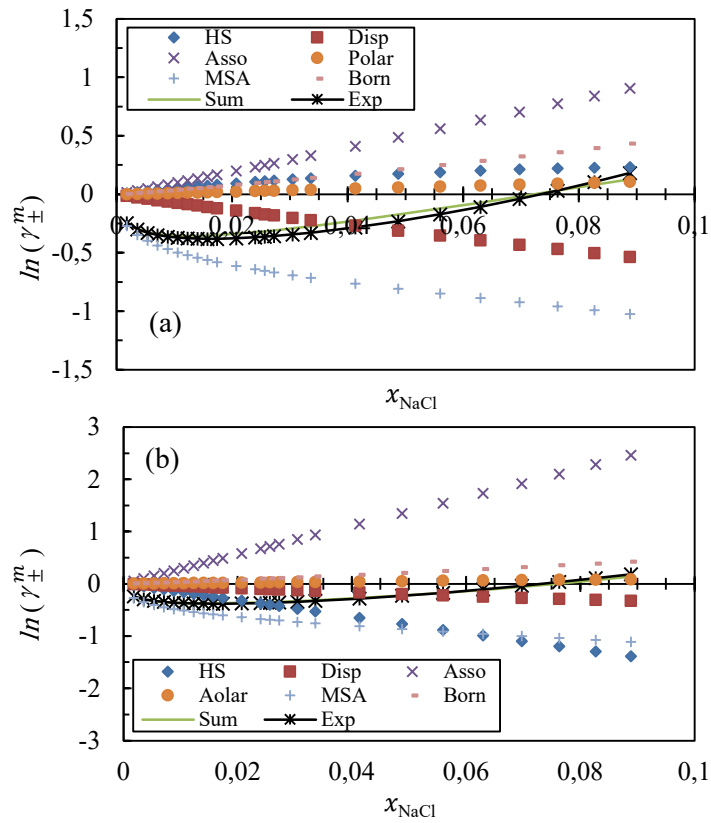 1,5
HS Disp
1 Asso Polar
MSA Born
0,5 Sum Exp
0
0 0,02 0,04 0,06 0,08 0,1
-0,5
-1
-1,5
ln (γ±^m)
(a)
x_NaCl
3
(b)
2
1
0
-1
HS Disp Asso
-2 Aolar MSA Born
Sum Exp
-3
ln (γ±^m)
0 0,02 0,04 0,06 0,08 0,1
x_NaCl